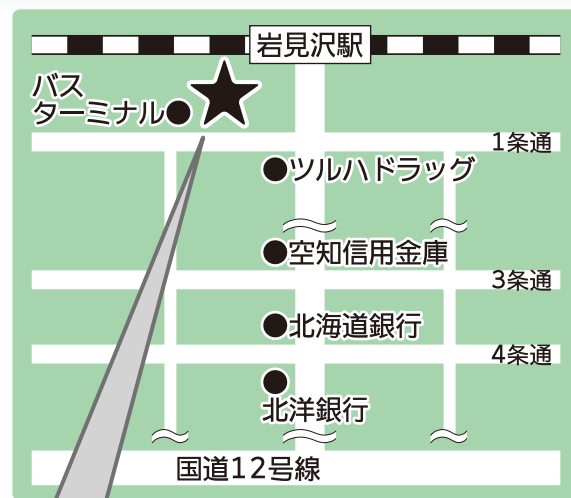 岩見沢駅
バス
ターミナル
1条通
ツルハドラッグ
空知信用金庫
3条通
北海道銀行
4条通
北洋銀行
国道12号線